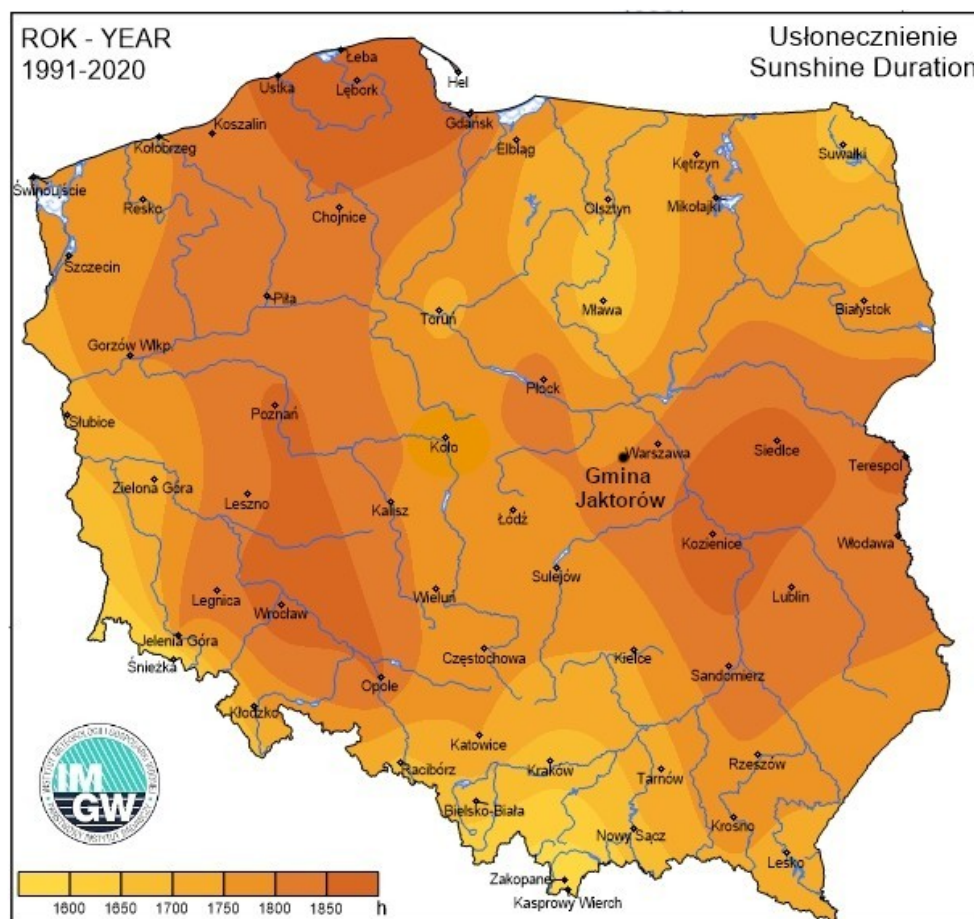 ROK - YEAR
1991-2020
Usłonecznienie
Sunshine Duration
Łeba
Ustka
Lębork
Hel
Gdańsk
Koszalin
Kołobrzeg
Elbląg
Kętrzyn
Suwałki
Świnoujście
Resko
Chojnice
Olsztyn
Mikołajki
Szczecin
Piła
Toruń
Mława
Białystok
Gorzów Wlkp.
Płock
Słubice
Poznań
Koło
Warszawa
Siedlce
Terespol
Gmina
Jaktorów
Zielona Góra
Leszno
Kalisz
Łódź
Kozienice
Włodawa
Sulejów
Legnica
Wrocław
Wieluń
Lublin
Jelenia Góra
Śnieżka
Częstochowa
Kielce
Sandomierz
Opole
Kłodzko
Katowice
Racibórz
Kraków
Tarnów
Rzeszów
Bielsko-Biała
Nowy Sącz
Krosno
Lesko
Zakopane
Kasprowy Wierch
IM
GW
1600 1650 1700 1750 1800 1850 h